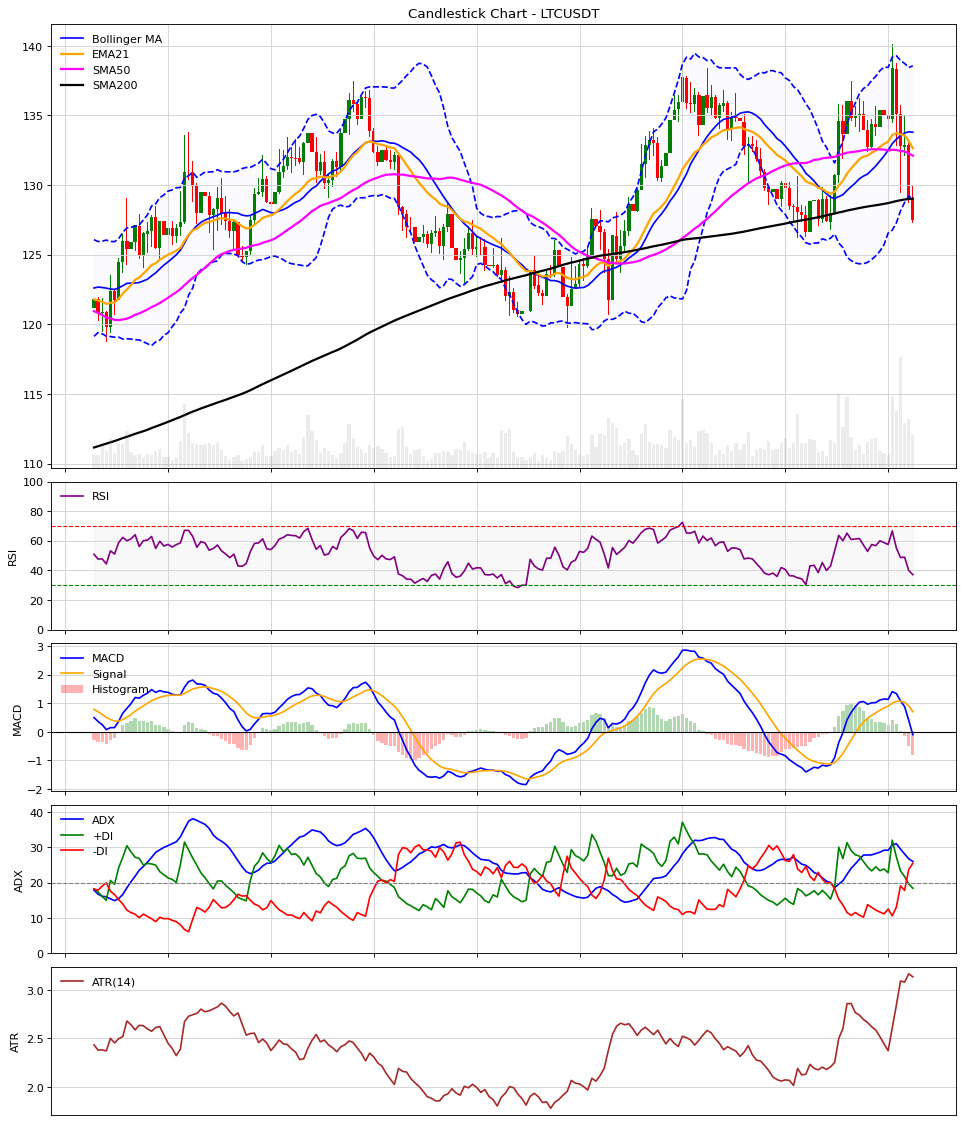 Candlestick Chart - LTCUSDT
Bollinger MA
EMA21
SMA50
SMA200
140
135
130
125
120
115
110
RSI
RSI
100
80
60
40
20
0
MACD
Signal
Histogram
MACD
3
2
1
0
−1
−2
ADX
+DI
-DI
ADX
40
30
20
10
0
ATR(14)
ATR
3.0
2.5
2.0